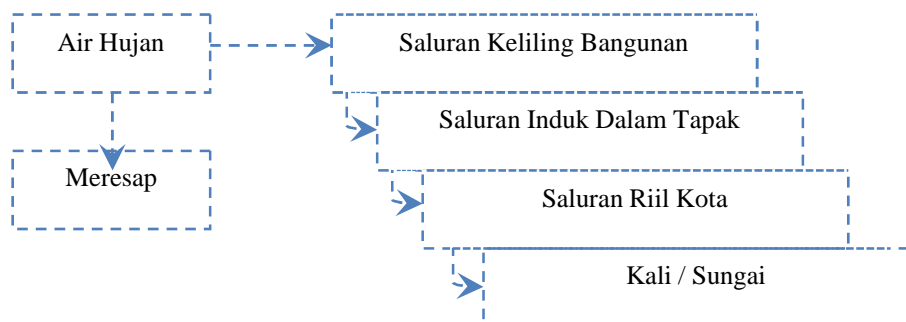 Air Hujan
Saluran Keliling Bangunan
Saluran Induk Dalam Tapak
Meresap
Saluran Riil Kota
Kali / Sungai